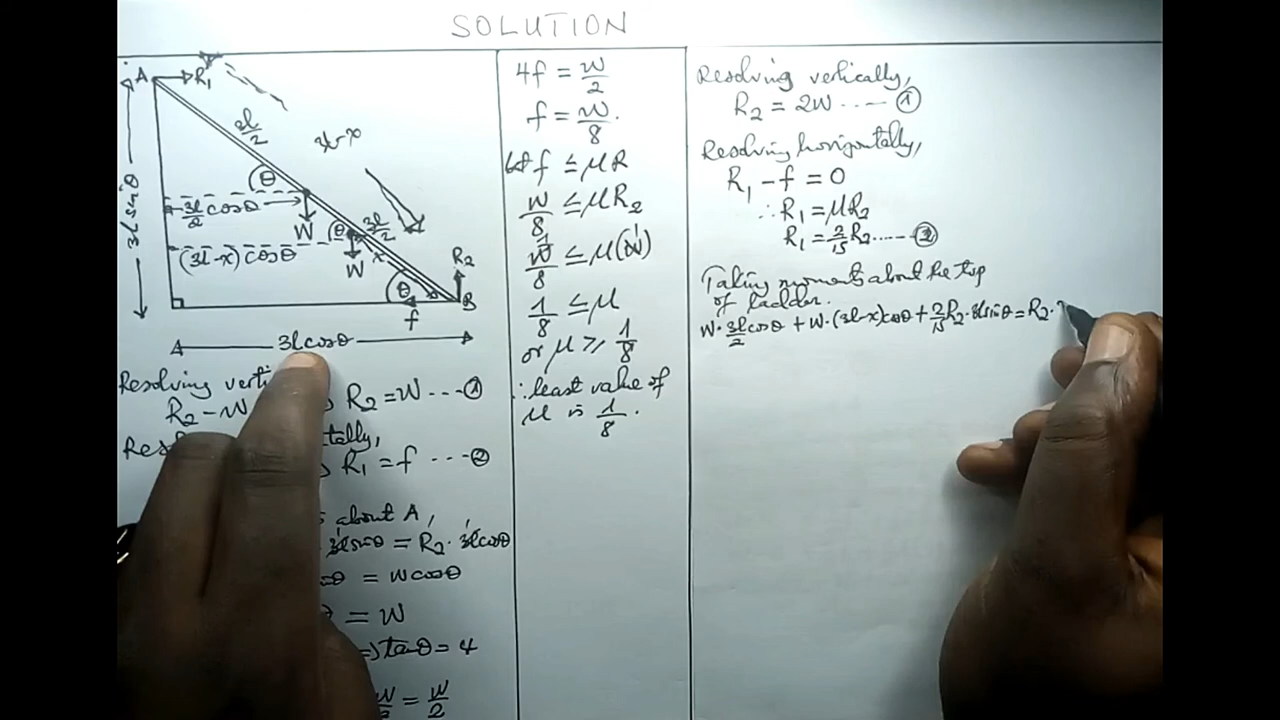 SOLUTION
A
R₁
3l/2
3l-x
θ
3l sinθ
3l/2 cosθ
W
θ
3l/2
(3l-x) cosθ
W
x
R₂
θ
B
f
3l cosθ
Resolving verti
R₂ - W
R₂ = W ---①
Res
tally,
R₁ = f ---②
about A,
3l sinθ = R₂ · 3l cosθ
= W cosθ
= W
tanθ = 4
= W/2
4f = W/2
f = W/8.
f ≤ μR
W/8 ≤ μR₂
W/8 ≤ μ(W)
1/8 ≤ μ
or μ ≥ 1/8
∴ least value of
μ is 1/8.
Resolving vertically,
R₂ = 2W ---- ①
Resolving horizontally,
R₁ - f = 0
∴ R₁ = μR₂
R₁ = 2/15 R₂ ---- ②
Taking moments about the top
of ladder.
W · 3l/2 cosθ + W · (3l-x) cosθ + 2/15 R₂ · 3l sinθ = R₂ ·